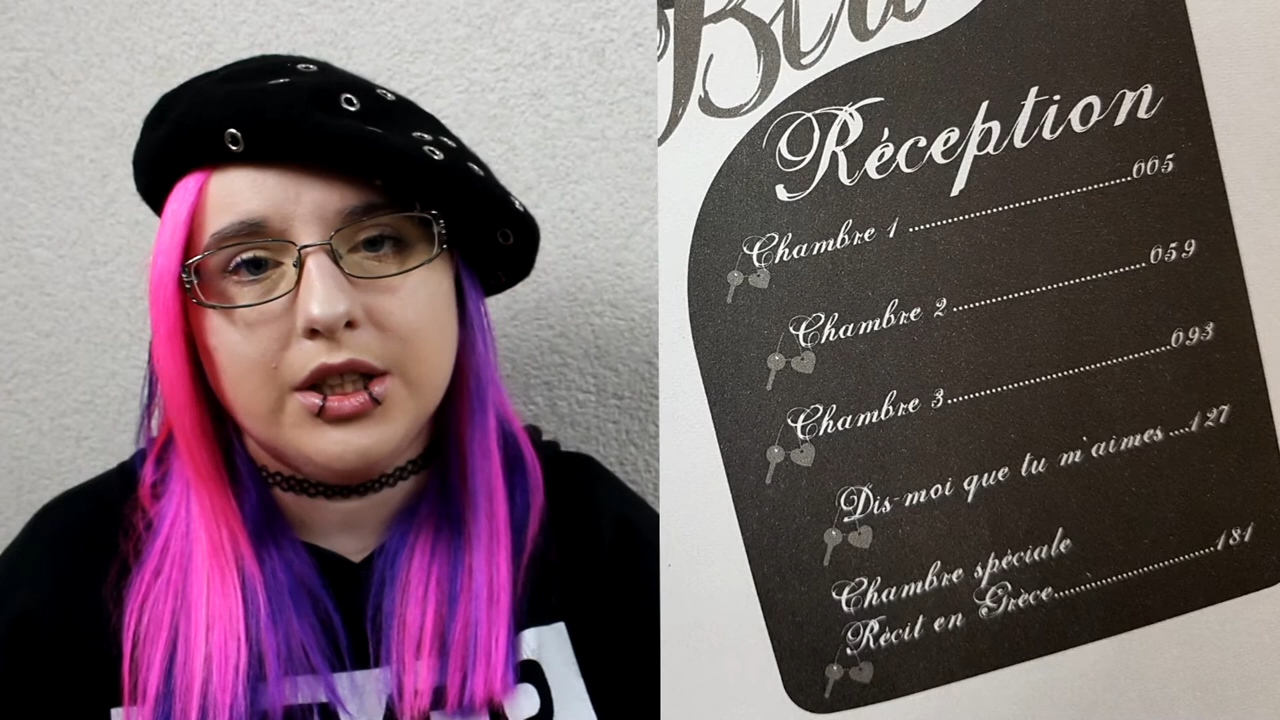 Réception
Chambre 1 ........................................005
Chambre 2 ...................................059
Chambre 3........................................093
Dis-moi que tu m'aimes ...127
Chambre spéciale
Récit en Grèce............................181